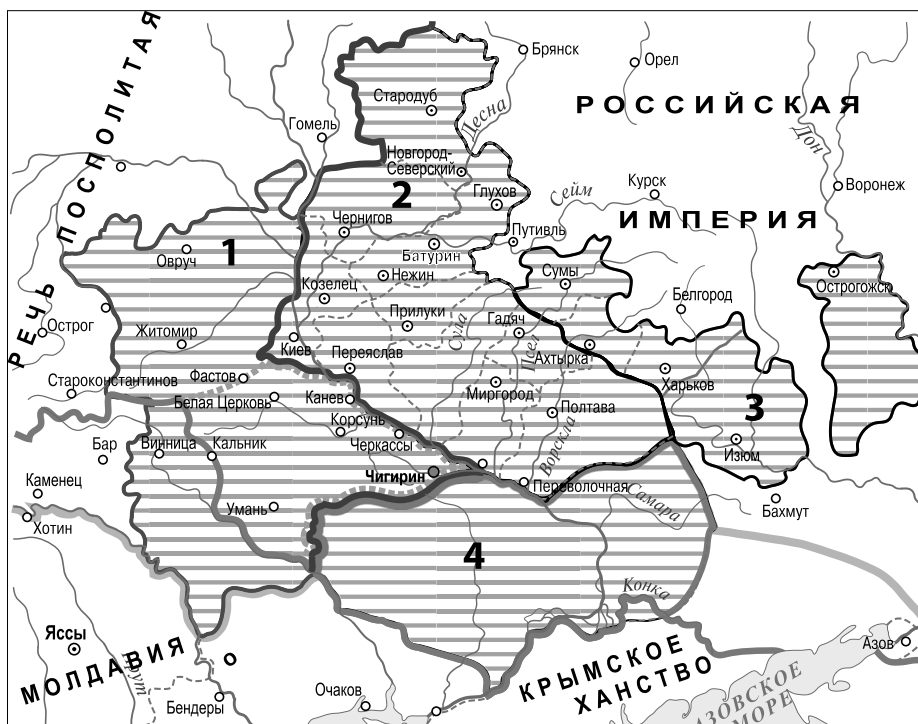 РЕЧЬ ПОСПОЛИТАЯ
Брянск
Орел
Стародуб
РОССИЙСКАЯ
Десна
Гомель
Дон
Новгород-
Северский
2
Глухов
Сейм
Курск
Воронеж
ИМПЕРИЯ
1
Чернигов
Путивль
Овруч
Батурин
Сумы
Острогожск
Нежин
Козелец
Белгород
Острог
Житомир
Прилуки
Сула
Гадяч
Псел
Киев
Переяслав
Ахтырка
Староконстантинов
Фастов
Харьков
Белая Церковь
Канев
Миргород
3
Корсунь
Полтава
Бар
Винница
Кальник
Черкассы
Ворскла
Изюм
Каменец
Чигирин
Переволочная
Умань
Самара
Бахмут
Хотин
4
Конка
Яссы
МОЛДАВИЯ
Прут
КРЫМСКОЕ
ХАНСТВО
Азов
Очаков
Бендеры
АЗОВСКОЕ
МОРЕ